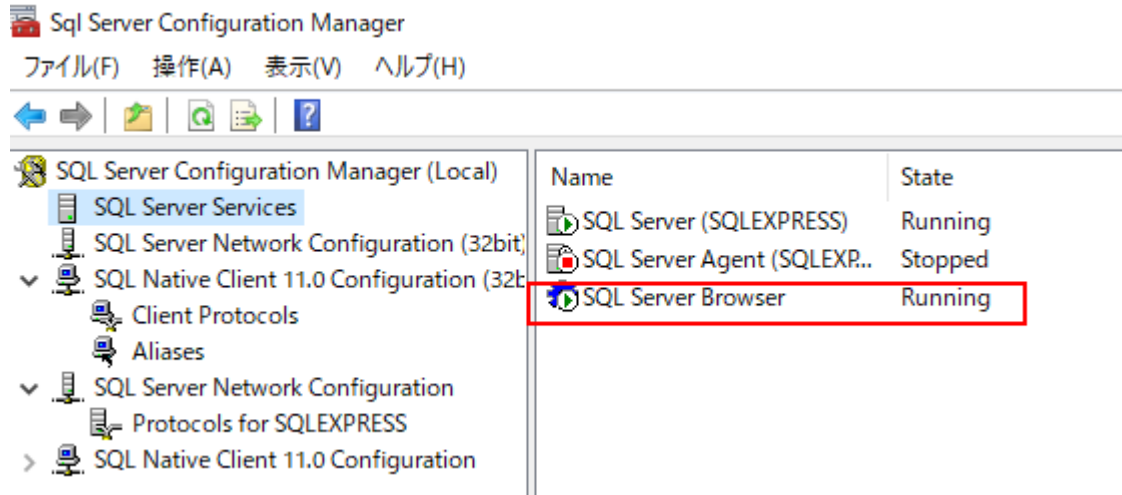 Sql Server Configuration Manager
ファイル(F) 操作(A) 表示(V) ヘルプ(H)
SQL Server Configuration Manager (Local)
SQL Server Services
SQL Server Network Configuration (32bit)
SQL Native Client 11.0 Configuration (32b
Client Protocols
Aliases
SQL Server Network Configuration
Protocols for SQLEXPRESS
SQL Native Client 11.0 Configuration
Name State
SQL Server (SQLEXPRESS) Running
SQL Server Agent (SQLEXP... Stopped
SQL Server Browser Running